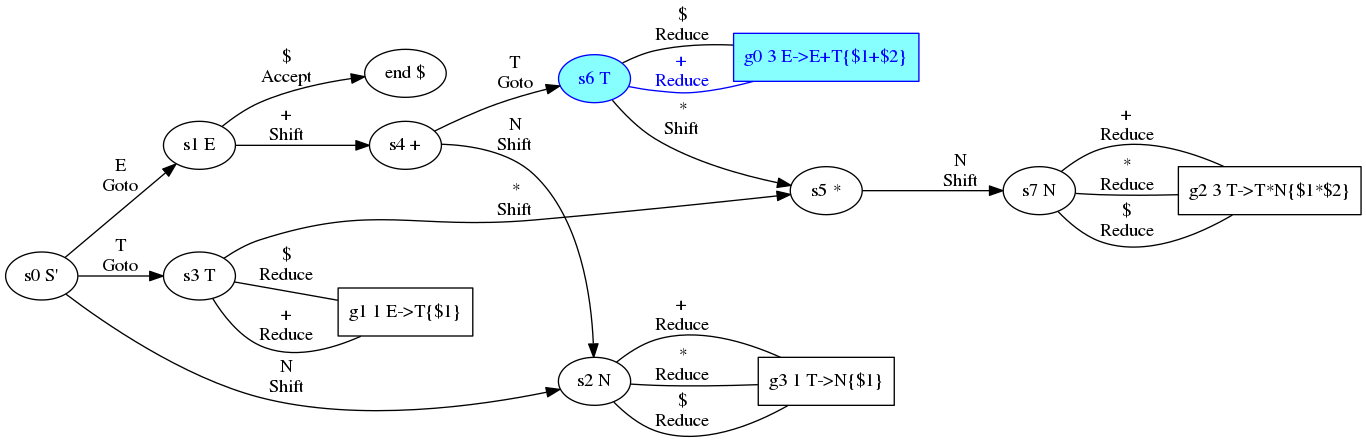 $
Reduce
g0 3 E->E+T{$1+$2}
$
Accept
end $
T
Goto
s6 T
+
Reduce
*
Shift
+
Shift
s1 E
s4 +
N
Shift
E
Goto
*
Shift
s5 *
N
Shift
s7 N
+
Reduce
*
Reduce
$
Reduce
g2 3 T->T*N{$1*$2}
s0 S'
T
Goto
s3 T
$
Reduce
g1 1 E->T{$1}
+
Reduce
N
Shift
s2 N
+
Reduce
*
Reduce
$
Reduce
g3 1 T->N{$1}